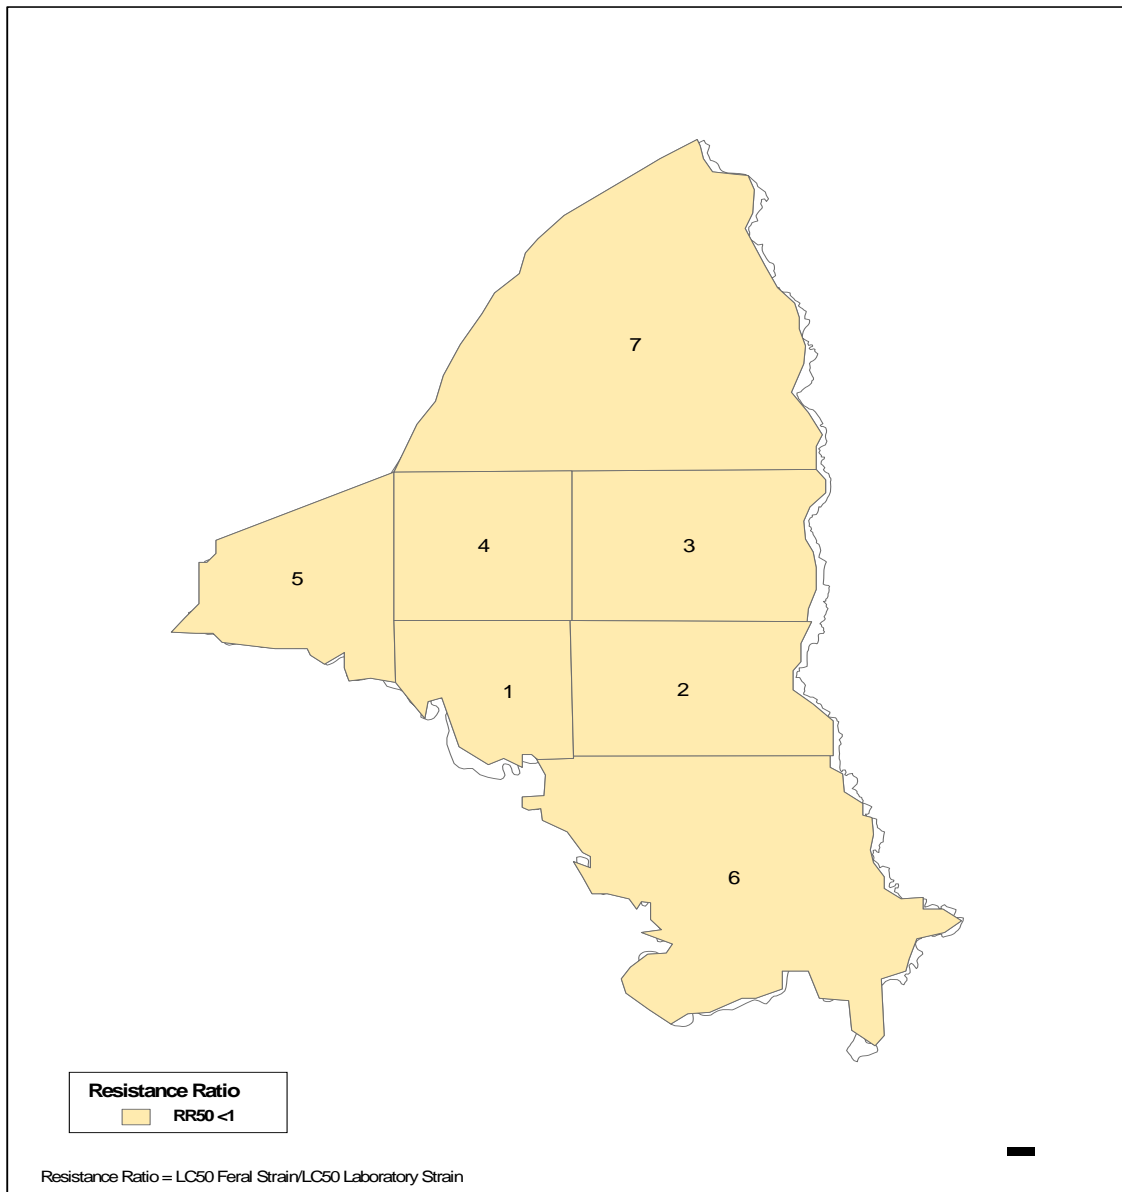 7
4
3
5
1
2
6
Resistance Ratio
RR50 <1
Resistance Ratio = LC50 Feral Strain/LC50 Laboratory Strain